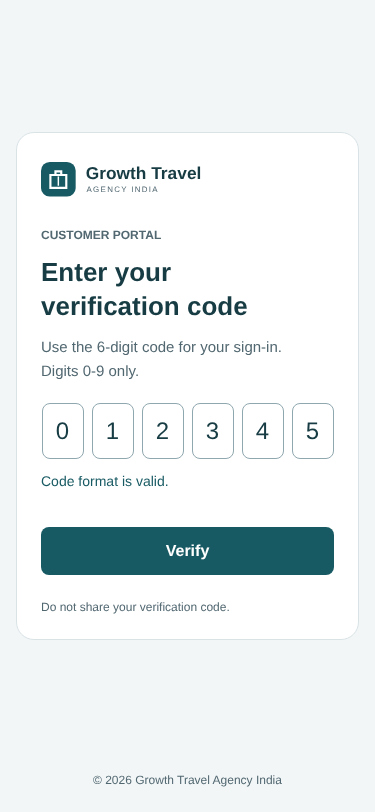 Growth Travel
AGENCY INDIA
CUSTOMER PORTAL
Enter your
verification code
Use the 6-digit code for your sign-in.
Digits 0-9 only.
0 1 2 3 4 5
Code format is valid.
Verify
Do not share your verification code.
© 2026 Growth Travel Agency India